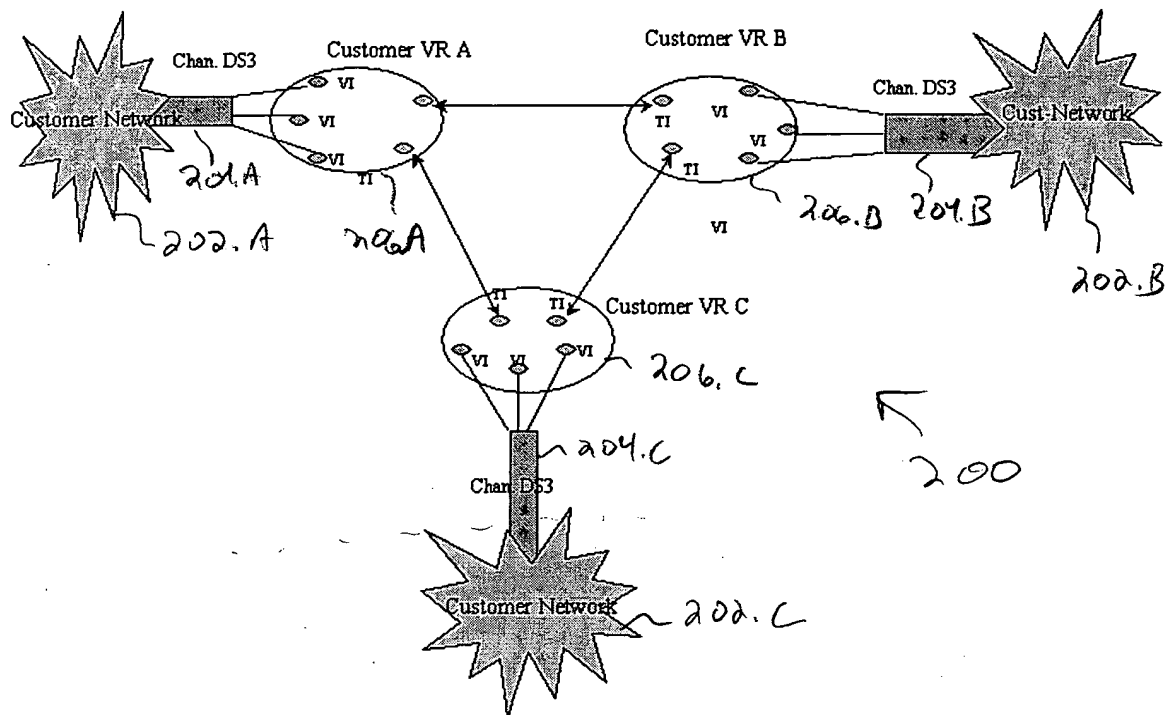 Customer VR A
Customer VR B
Chan. DS3
Chan. DS3
VI
VI
VI
TI
TI
TI
VI
VI
VI
Customer Network
Cust-Network
204.A
202.A
206A
206.B
204.B
202.B
TI
TI
Customer VR C
VI
VI
VI
206.C
204.C
200
Chan. DS3
Customer Network
202.C